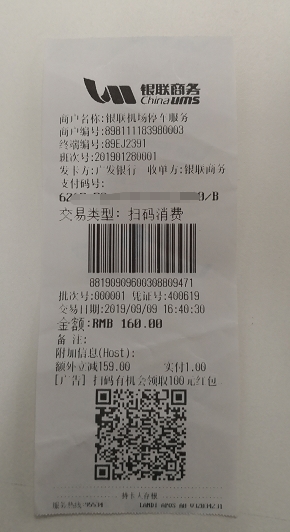 银联商务
China ums
商户名称:银联机场停车服务
商户编号:898111183980003
终端编号:89EJ2391
班次号:201901280001
发卡方:广发银行 收单方:银联商务
支付码号:
交易类型: 扫码消费
88190909600308809471
批次号:000001 凭证号:400619
交易日期:2019/09/09 16:40:30
金额:RMB 160.00
备 注:
附加信息(Host):
额外立减159.00 实付1.00
[广告] 扫码有机会领取100元红包
持卡人存根